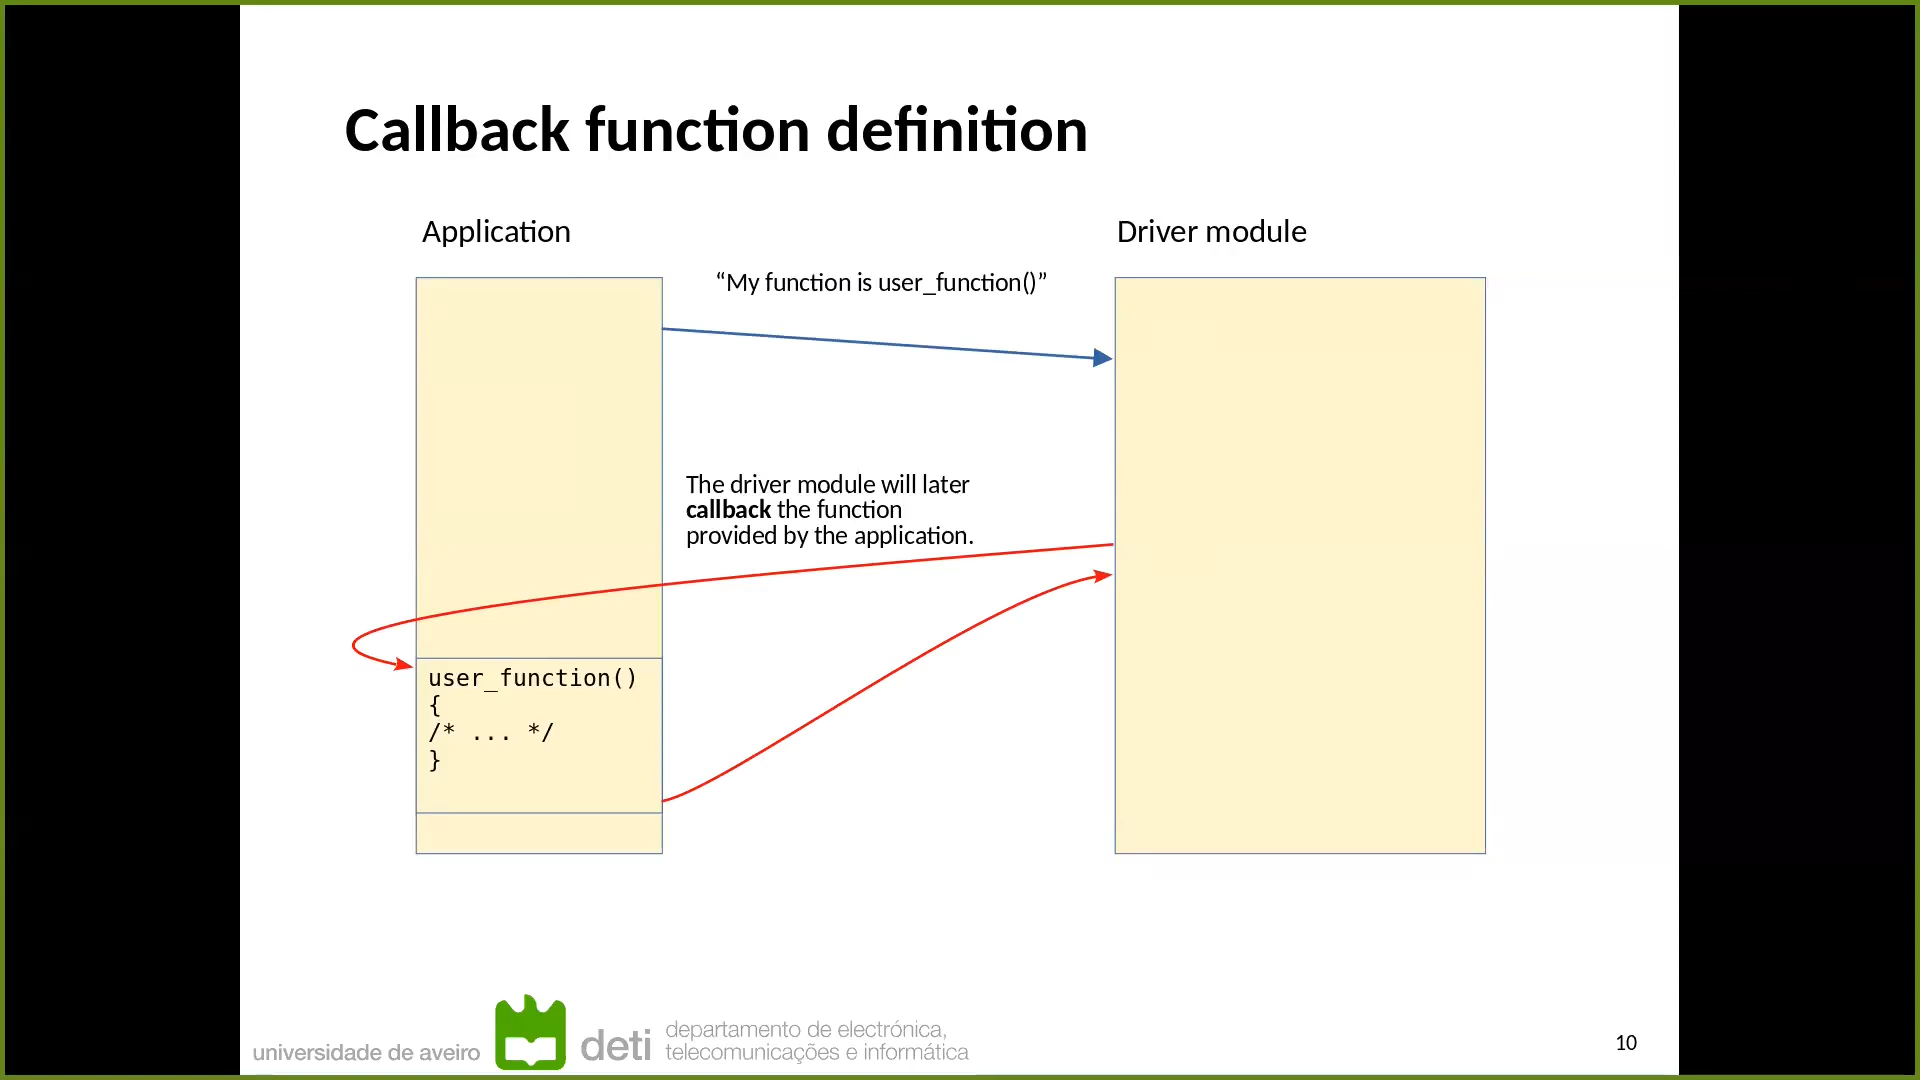 Callback function definition
Application
Driver module
“My function is user_function()”
The driver module will later
callback the function
provided by the application.
user_function()
{
/* ... */
}
universidade de aveiro
deti
departamento de electrónica,
telecomunicações e informática
10